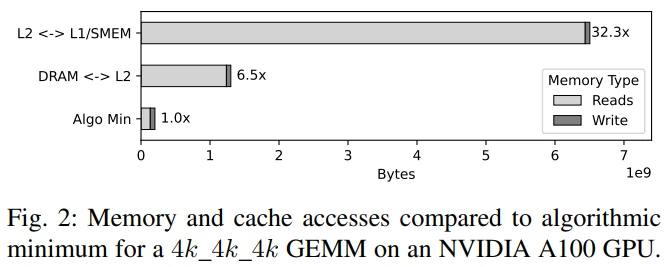 L2 <-> L1/SMEM
32.3x
DRAM <-> L2
6.5x
Algo Min
1.0x
Memory Type
Reads
Write
0 1 2 3 4 5 6 7
1e9
Bytes
Fig. 2: Memory and cache accesses compared to algorithmic
minimum for a 4k_4k_4k GEMM on an NVIDIA A100 GPU.